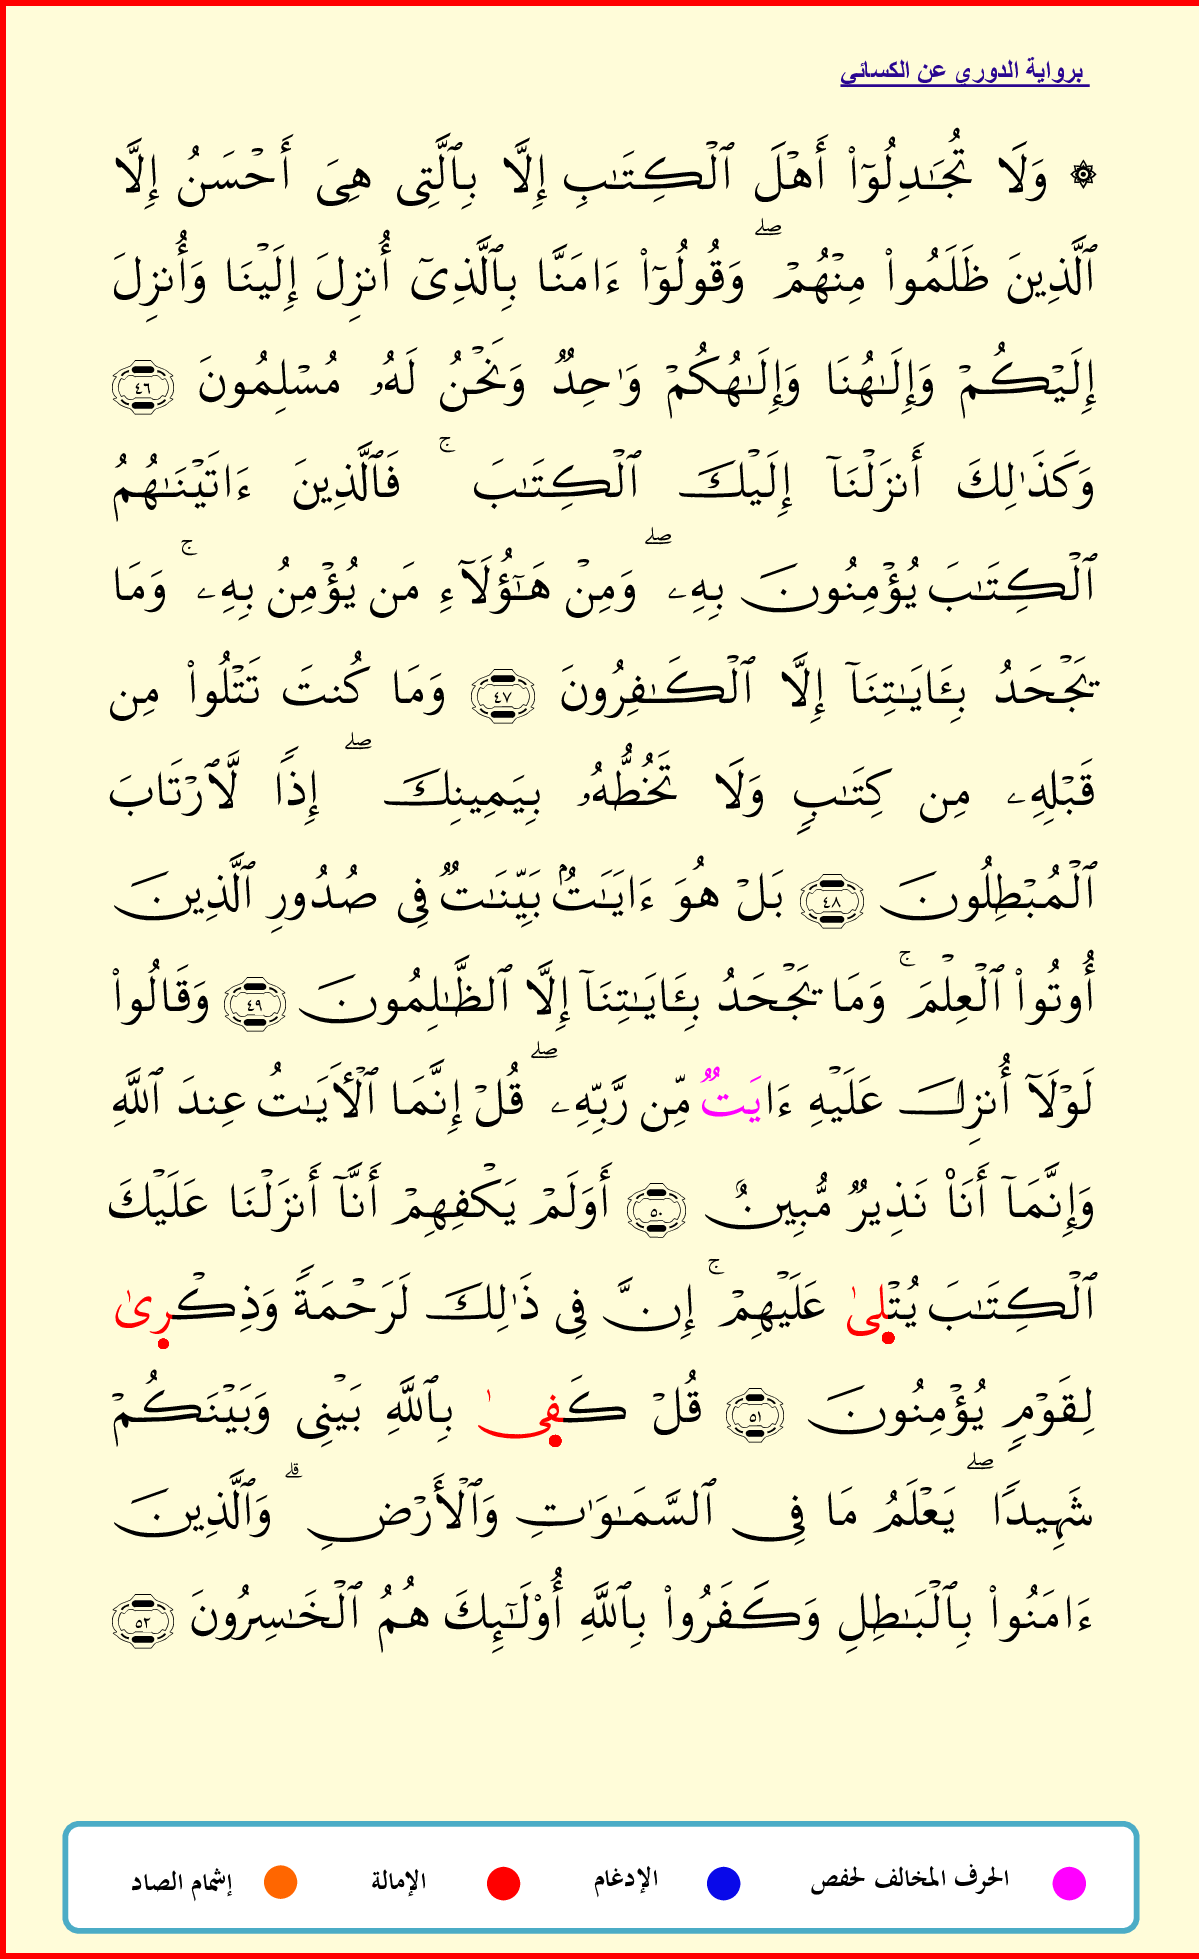 برواية الدوري عن الكسائي
۞ وَلَا تُجَـٰدِلُوٓا۟ أَهْلَ ٱلْكِتَـٰبِ إِلَّا بِٱلَّتِى هِىَ أَحْسَنُ إِلَّا
ٱلَّذِينَ ظَلَمُوا۟ مِنْهُمْ ۖ وَقُولُوٓا۟ ءَامَنَّا بِٱلَّذِىٓ أُنزِلَ إِلَيْنَا وَأُنزِلَ
إِلَيْكُمْ وَإِلَـٰهُنَا وَإِلَـٰهُكُمْ وَٰحِدٌ وَنَحْنُ لَهُۥ مُسْلِمُونَ ٤٦
وَكَذَٰلِكَ أَنزَلْنَآ إِلَيْكَ ٱلْكِتَـٰبَ ۚ فَٱلَّذِينَ ءَاتَيْنَـٰهُمُ
ٱلْكِتَـٰبَ يُؤْمِنُونَ بِهِۦ ۖ وَمِنْ هَـٰٓؤُلَآءِ مَن يُؤْمِنُ بِهِۦ ۚ وَمَا
يَجْحَدُ بِـَٔايَـٰتِنَآ إِلَّا ٱلْكَـٰفِرُونَ ٤٧ وَمَا كُنتَ تَتْلُوا۟ مِن
قَبْلِهِۦ مِن كِتَـٰبٍ وَلَا تَخُطُّهُۥ بِيَمِينِكَ ۖ إِذًا لَّٱرْتَابَ
ٱلْمُبْطِلُونَ ٤٨ بَلْ هُوَ ءَايَـٰتٌۢ بَيِّنَـٰتٌ فِى صُدُورِ ٱلَّذِينَ
أُوتُوا۟ ٱلْعِلْمَ ۚ وَمَا يَجْحَدُ بِـَٔايَـٰتِنَآ إِلَّا ٱلظَّـٰلِمُونَ ٤٩ وَقَالُوا۟
لَوْلَآ أُنزِلَ عَلَيْهِ ءَايَتٌ مِّن رَّبِّهِۦ ۖ قُلْ إِنَّمَا ٱلْأَيَـٰتُ عِندَ ٱللَّهِ
وَإِنَّمَآ أَنَا۠ نَذِيرٌ مُّبِينٌ ٥٠ أَوَلَمْ يَكْفِهِمْ أَنَّآ أَنزَلْنَا عَلَيْكَ
ٱلْكِتَـٰبَ يُتْلِىٰ عَلَيْهِمْ ۚ إِنَّ فِى ذَٰلِكَ لَرَحْمَةً وَذِكْرِىٰ
لِقَوْمٍ يُؤْمِنُونَ ٥١ قُلْ كَفِىٰ بِٱللَّهِ بَيْنِى وَبَيْنَكُمْ
شَهِيدًا ۖ يَعْلَمُ مَا فِى ٱلسَّمَـٰوَٰتِ وَٱلْأَرْضِ ۗ وَٱلَّذِينَ
ءَامَنُوا۟ بِٱلْبَـٰطِلِ وَكَفَرُوا۟ بِٱللَّهِ أُو۟لَـٰٓئِكَ هُمُ ٱلْخَـٰسِرُونَ ٥٢
الحرف المخالف لحفص الإدغام الإمالة إشمام الصاد